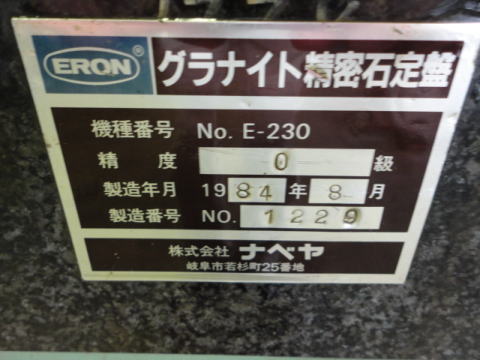 ERON® グラナイト精密石定盤
機種番号 No. E-230
精度 0 級
製造年月 1984年8月
製造番号 NO. 1229
株式会社 ナベヤ
岐阜市若杉町25番地